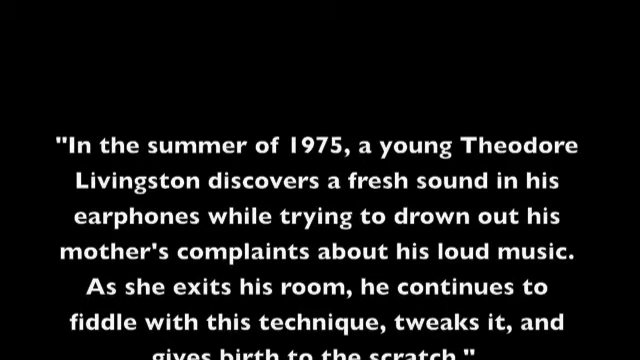 "In the summer of 1975, a young Theodore
Livingston discovers a fresh sound in his
earphones while trying to drown out his
mother's complaints about his loud music.
As she exits his room, he continues to
fiddle with this technique, tweaks it, and
gives birth to the scratch."